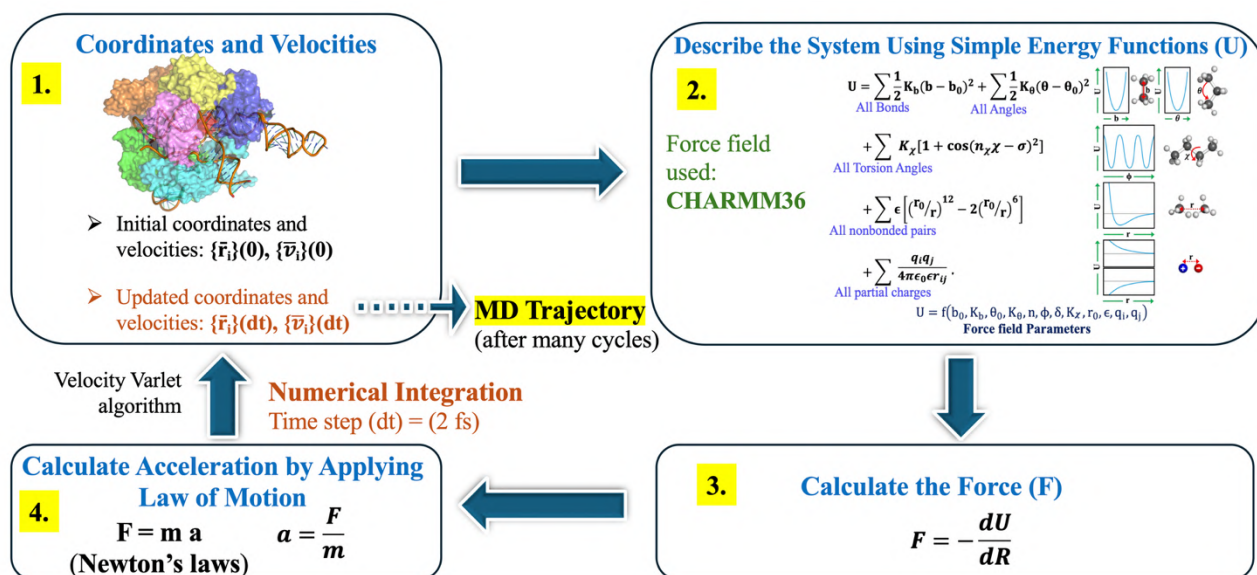 Coordinates and Velocities
1.
➢ Initial coordinates and
velocities: {r̄ᵢ}(0), {v̄ᵢ}(0)
➢ Updated coordinates and
velocities: {r̄ᵢ}(dt), {v̄ᵢ}(dt)
MD Trajectory
(after many cycles)
Describe the System Using Simple Energy Functions (U)
2.
Force field
used:
CHARMM36
U = ∑ 1/2 K_b(b − b₀)² + ∑ 1/2 K_θ(θ − θ₀)²
All Bonds All Angles
+ ∑ K_χ[1 + cos(n_χχ − σ)²]
All Torsion Angles
+ ∑ ϵ[(r₀/r)¹² − 2(r₀/r)⁶]
All nonbonded pairs
+ ∑ qᵢqⱼ/4πϵ₀ϵrᵢⱼ .
All partial charges
U = f(b₀, K_b, θ₀, K_θ, n, ϕ, δ, K_χ, r₀, ϵ, qᵢ, qⱼ)
Force field Parameters
U
b
b
U
θ
θ
U
ϕ
χ
U
r
r
U
r
r
+ −
3.
Calculate the Force (F)
F = − dU/dR
Calculate Acceleration by Applying
Law of Motion
4.
F = m a
(Newton's laws)
a = F/m
Velocity Varlet
algorithm
Numerical Integration
Time step (dt) = (2 fs)